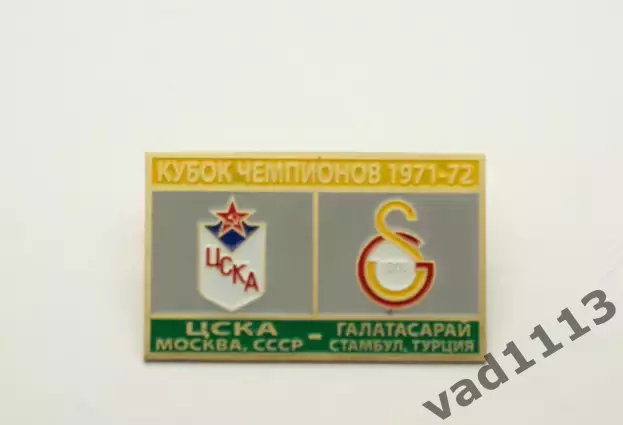 КУБОК ЧЕМПИОНОВ 1971-72
ЦСКА
ЦСКА - ГАЛАТАСАРАЙ
МОСКВА, СССР СТАМБУЛ, ТУРЦИЯ
vad1113